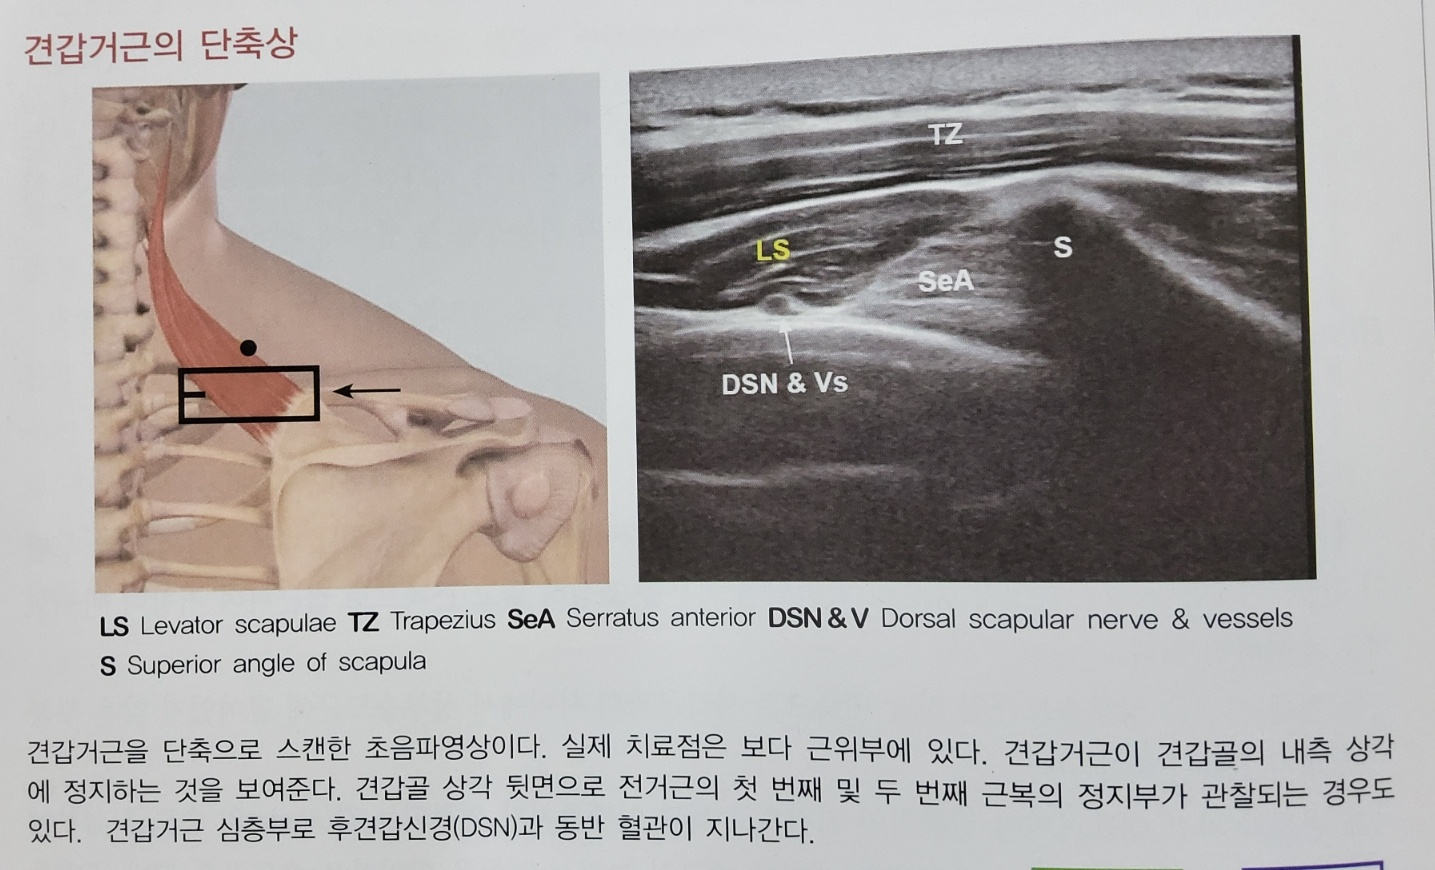 견갑거근의 단축상
TZ
LS
S
SeA
DSN & Vs
LS Levator scapulae TZ Trapezius SeA Serratus anterior DSN & V Dorsal scapular nerve & vessels
S Superior angle of scapula
견갑거근을 단축으로 스캔한 초음파영상이다. 실제 치료점은 보다 근위부에 있다. 견갑거근이 견갑골의 내측 상각
에 정지하는 것을 보여준다. 견갑골 상각 뒷면으로 전거근의 첫 번째 및 두 번째 근복의 정지부가 관찰되는 경우도
있다. 견갑거근 심층부로 후견갑신경(DSN)과 동반 혈관이 지나간다.